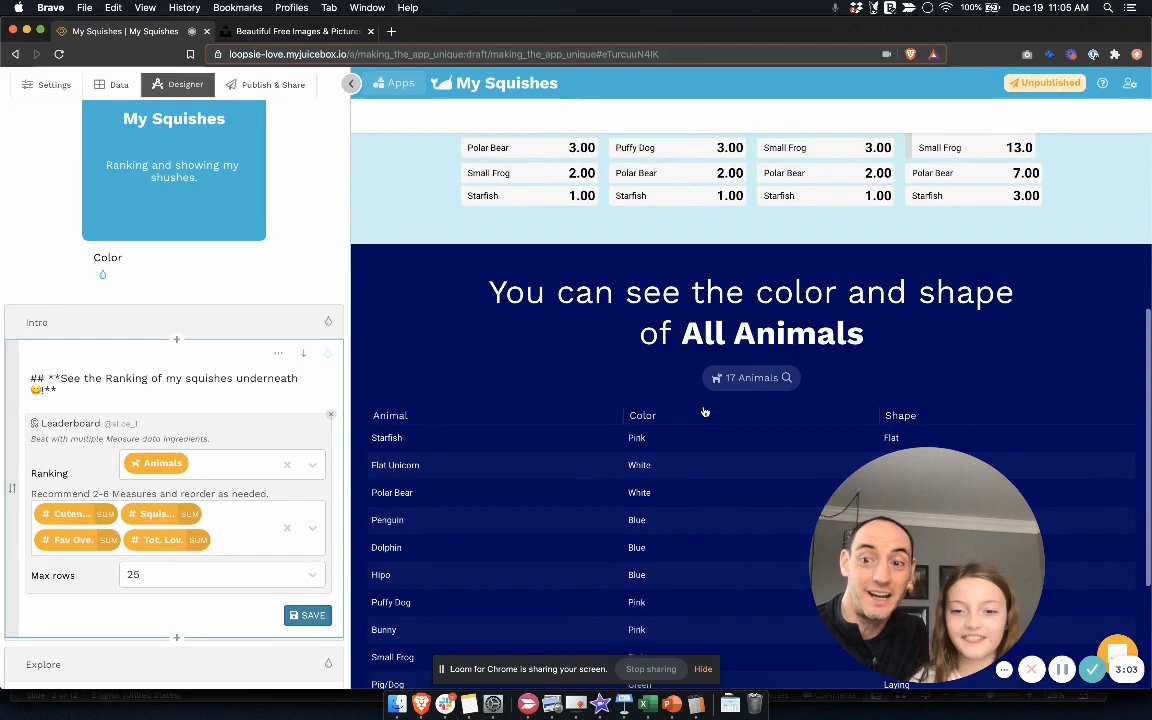 Brave File Edit View History Bookmarks Profiles Tab Window Help 100% Dec 19 11:05 AM
My Squishes | My Squishes Beautiful Free Images & Pictures
loopsie-love.myjuicebox.io/a/making_the_app_unique:draft/making_the_app_unique#eTurcuuN4IK
Settings Data Designer Publish & Share
Apps My Squishes Unpublished
My Squishes
Ranking and showing my
shushes.
Color
Intro
## **See the Ranking of my squishes underneath
!**
Leaderboard @slice_1
Best with multiple Measure data ingredients.
Ranking Animals
Recommend 2-6 Measures and reorder as needed.
# Cuten... SUM # Squis... SUM
# Fav Ove. SUM # Tot. Lov. SUM
Max rows 25
SAVE
Explore
Polar Bear 3.00 Puffy Dog 3.00 Small Frog 3.00 Small Frog 13.0
Small Frog 2.00 Polar Bear 2.00 Polar Bear 2.00 Polar Bear 7.00
Starfish 1.00 Starfish 1.00 Starfish 1.00 Starfish 3.00
You can see the color and shape
of All Animals
17 Animals
Animal Color Shape
Starfish Pink Flat
Flat Unicorn White
Polar Bear White
Penguin Blue
Dolphin Blue
Hipo Blue
Puffy Dog Pink
Bunny Pink
Small Frog
Pig/Dog Green Laying
Loom for Chrome is sharing your screen. Stop sharing Hide
3:03